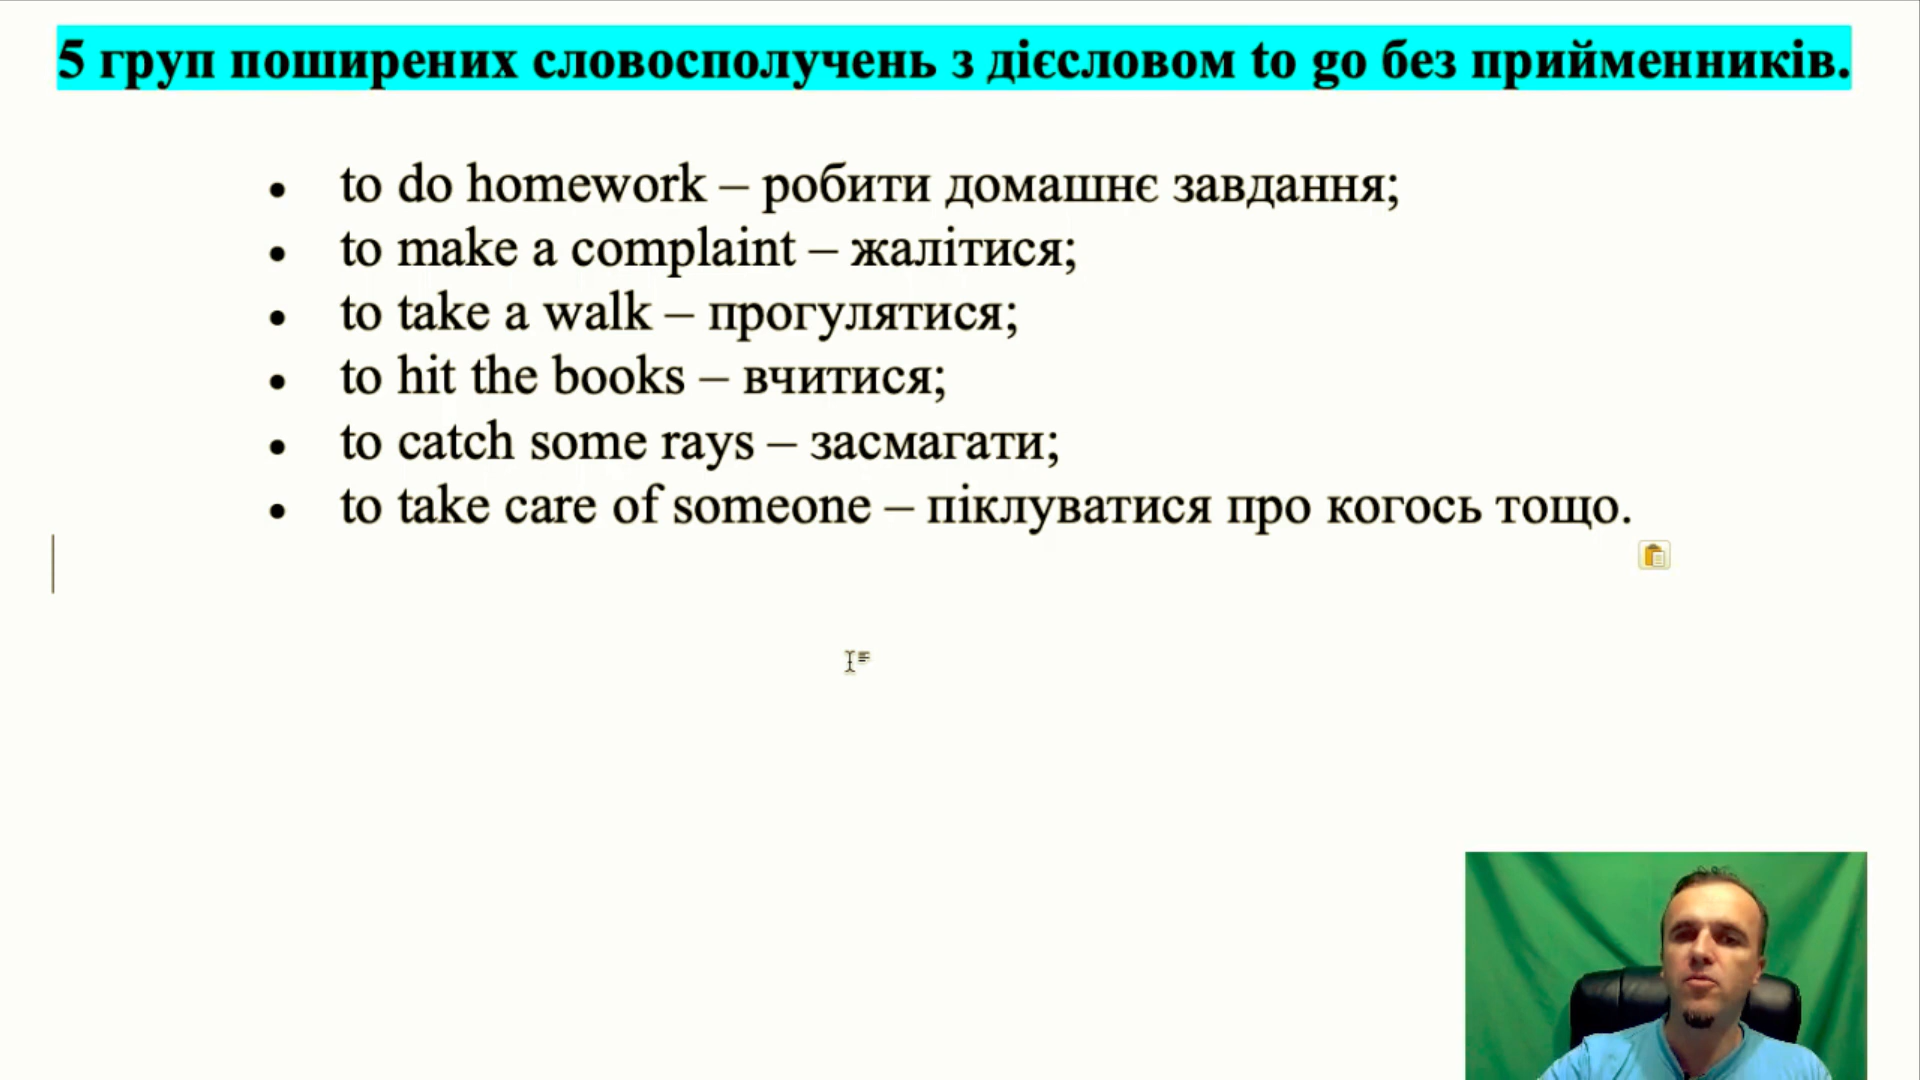 5 груп поширених словосполучень з дієсловом to go без прийменників.
• to do homework – робити домашнє завдання;
• to make a complaint – жалітися;
• to take a walk – прогулятися;
• to hit the books – вчитися;
• to catch some rays – засмагати;
• to take care of someone – піклуватися про когось тощо.